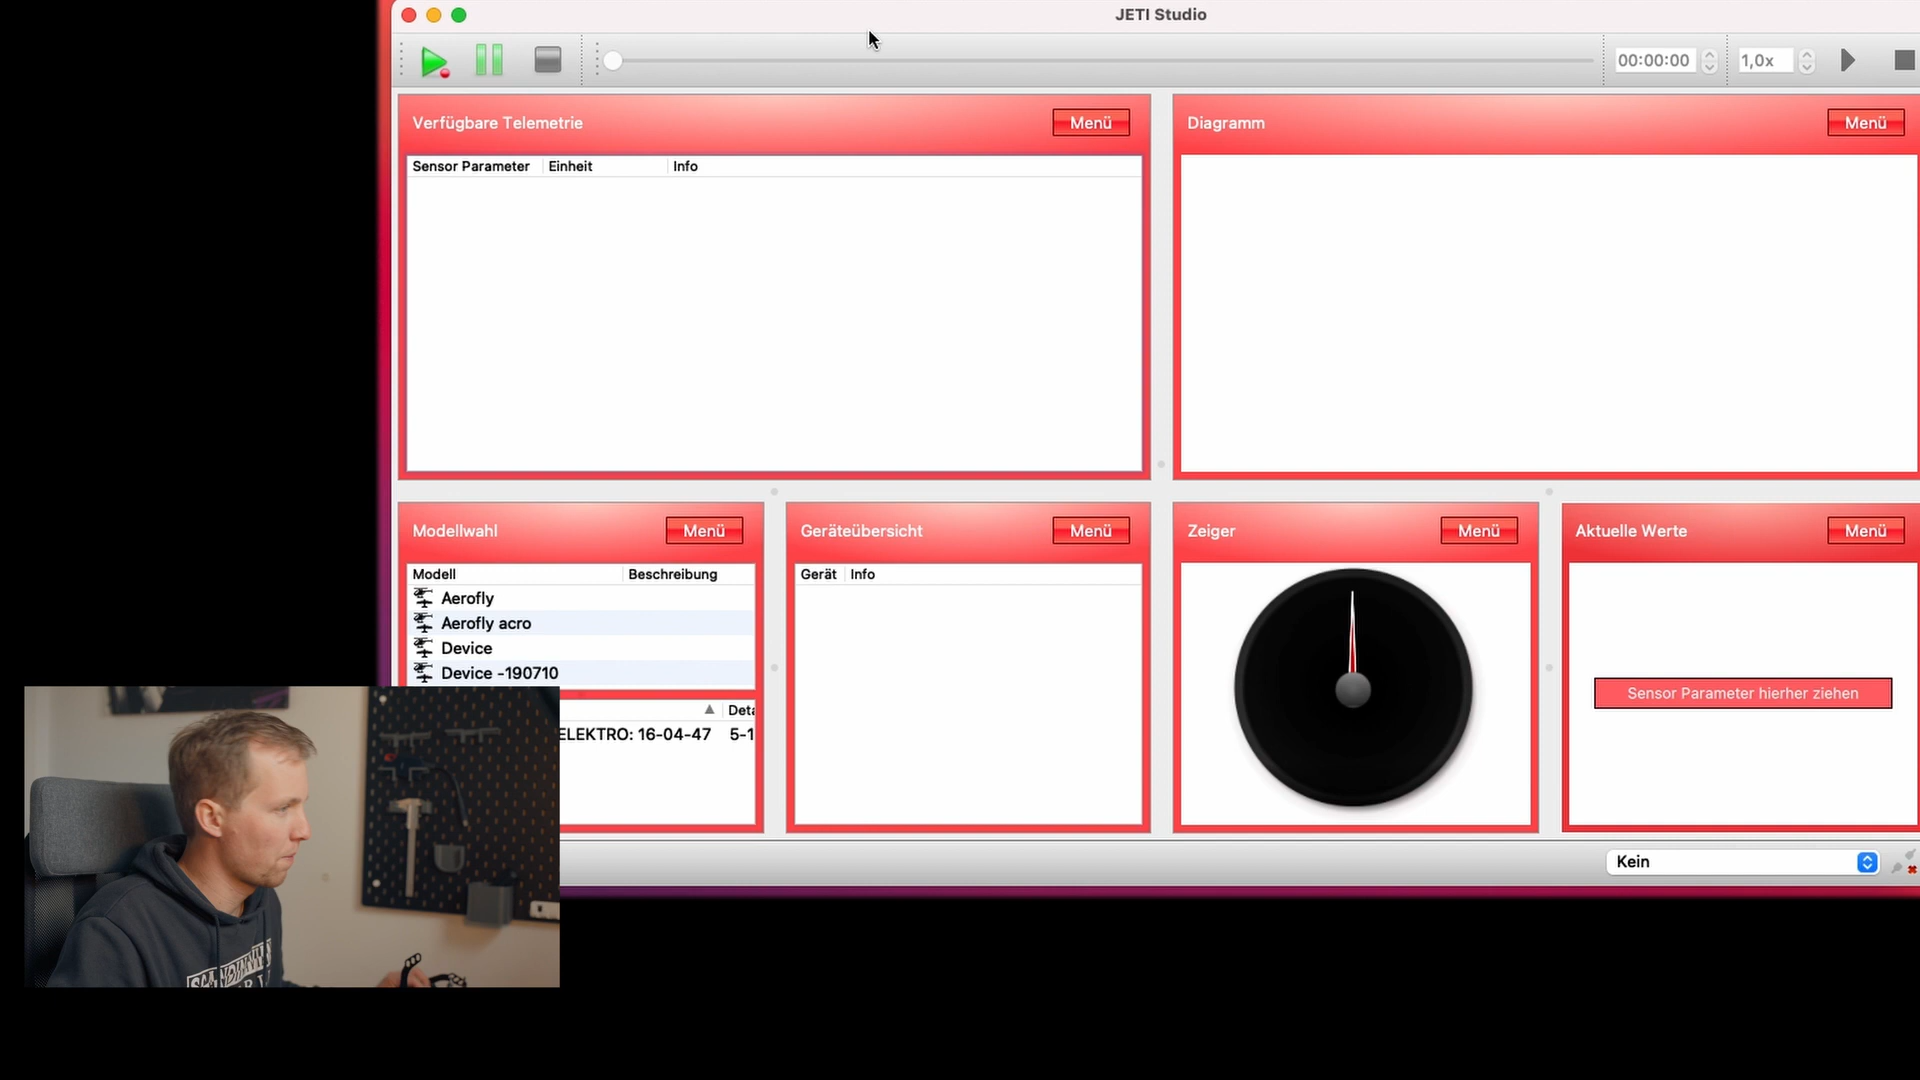 JETI Studio
00:00:00
1,0x
Verfügbare Telemetrie
Menü
Diagramm
Menü
Sensor Parameter
Einheit
Info
Modellwahl
Menü
Geräteübersicht
Menü
Zeiger
Menü
Aktuelle Werte
Menü
Modell
Beschreibung
Gerät
Info
Aerofly
Aerofly acro
Device
Device -190710
Sensor Parameter hierher ziehen
Deta
ELEKTRO: 16-04-47
5-1
Kein